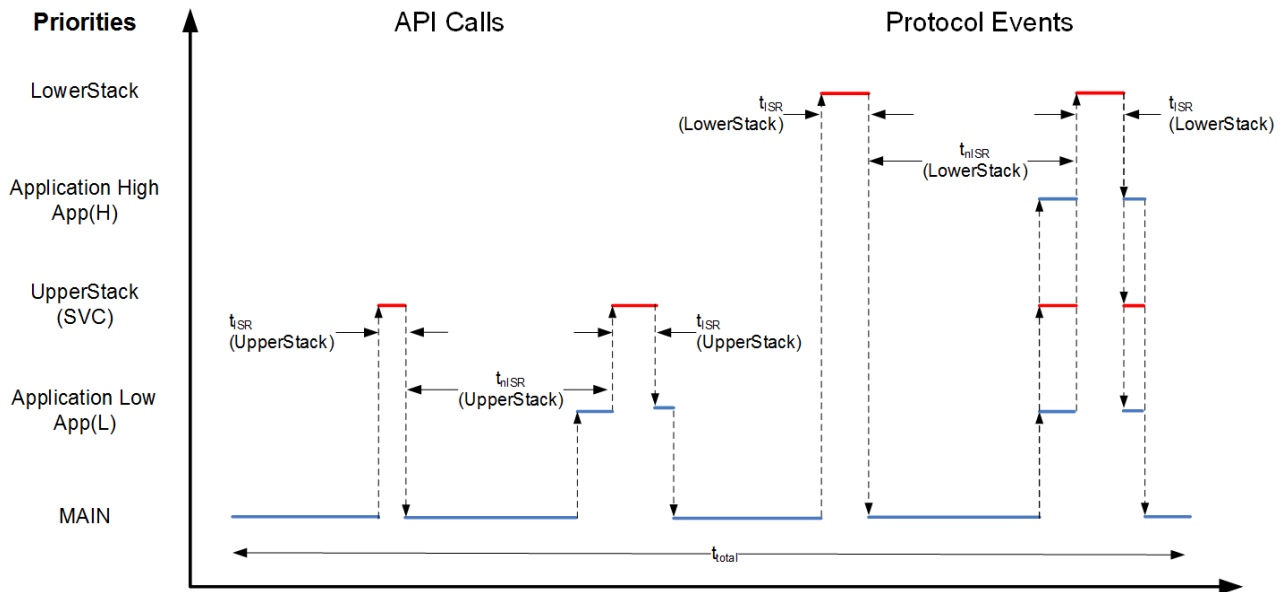 Priorities
API Calls
Protocol Events
LowerStack
tISR
(LowerStack)
tISR
(LowerStack)
tnISR
(LowerStack)
Application High
App(H)
UpperStack
(SVC)
tISR
(UpperStack)
tISR
(UpperStack)
tnISR
(UpperStack)
Application Low
App(L)
MAIN
ttotal